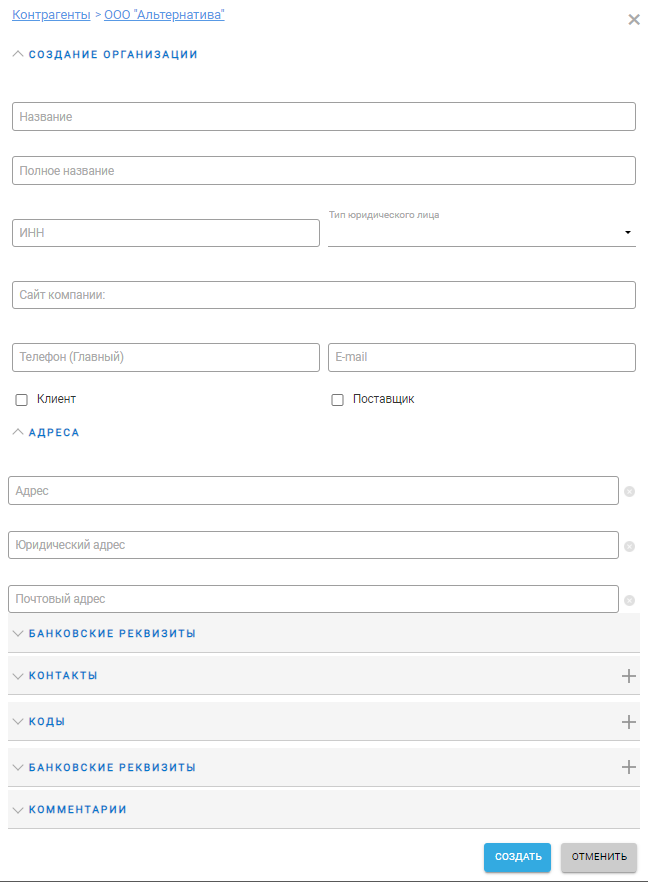 Контрагенты > ООО "Альтернатива"
СОЗДАНИЕ ОРГАНИЗАЦИИ
Название
Полное название
Тип юридического лица
ИНН
Сайт компании:
Телефон (Главный) E-mail
Клиент Поставщик
АДРЕСА
Адрес
Юридический адрес
Почтовый адрес
БАНКОВСКИЕ РЕКВИЗИТЫ
КОНТАКТЫ
КОДЫ
БАНКОВСКИЕ РЕКВИЗИТЫ
КОММЕНТАРИИ
СОЗДАТЬ ОТМЕНИТЬ